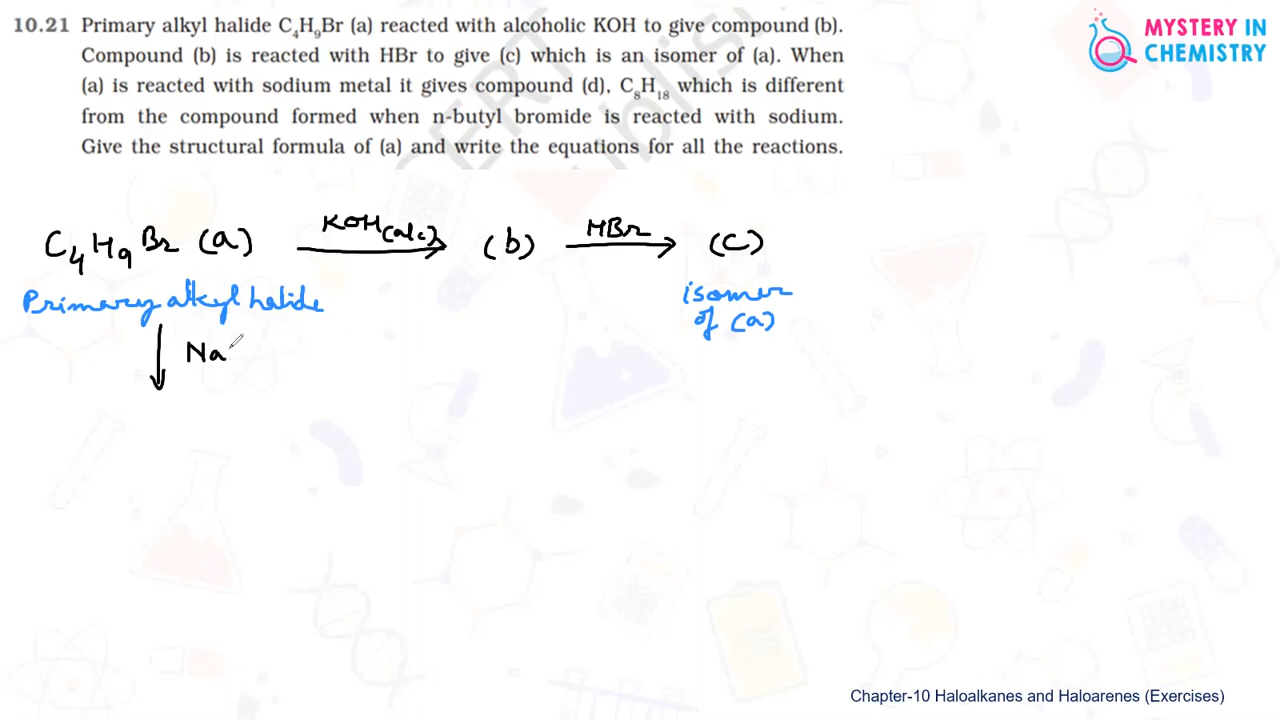 10.21 Primary alkyl halide C₄H₉Br (a) reacted with alcoholic KOH to give compound (b).
Compound (b) is reacted with HBr to give (c) which is an isomer of (a). When
(a) is reacted with sodium metal it gives compound (d), C₈H₁₈ which is different
from the compound formed when n-butyl bromide is reacted with sodium.
Give the structural formula of (a) and write the equations for all the reactions.
MYSTERY IN
CHEMISTRY
C₄H₉Br (a) KOH(alc) (b) HBr (c)
Primary alkyl halide
isomer
of (a)
Na
Chapter-10 Haloalkanes and Haloarenes (Exercises)